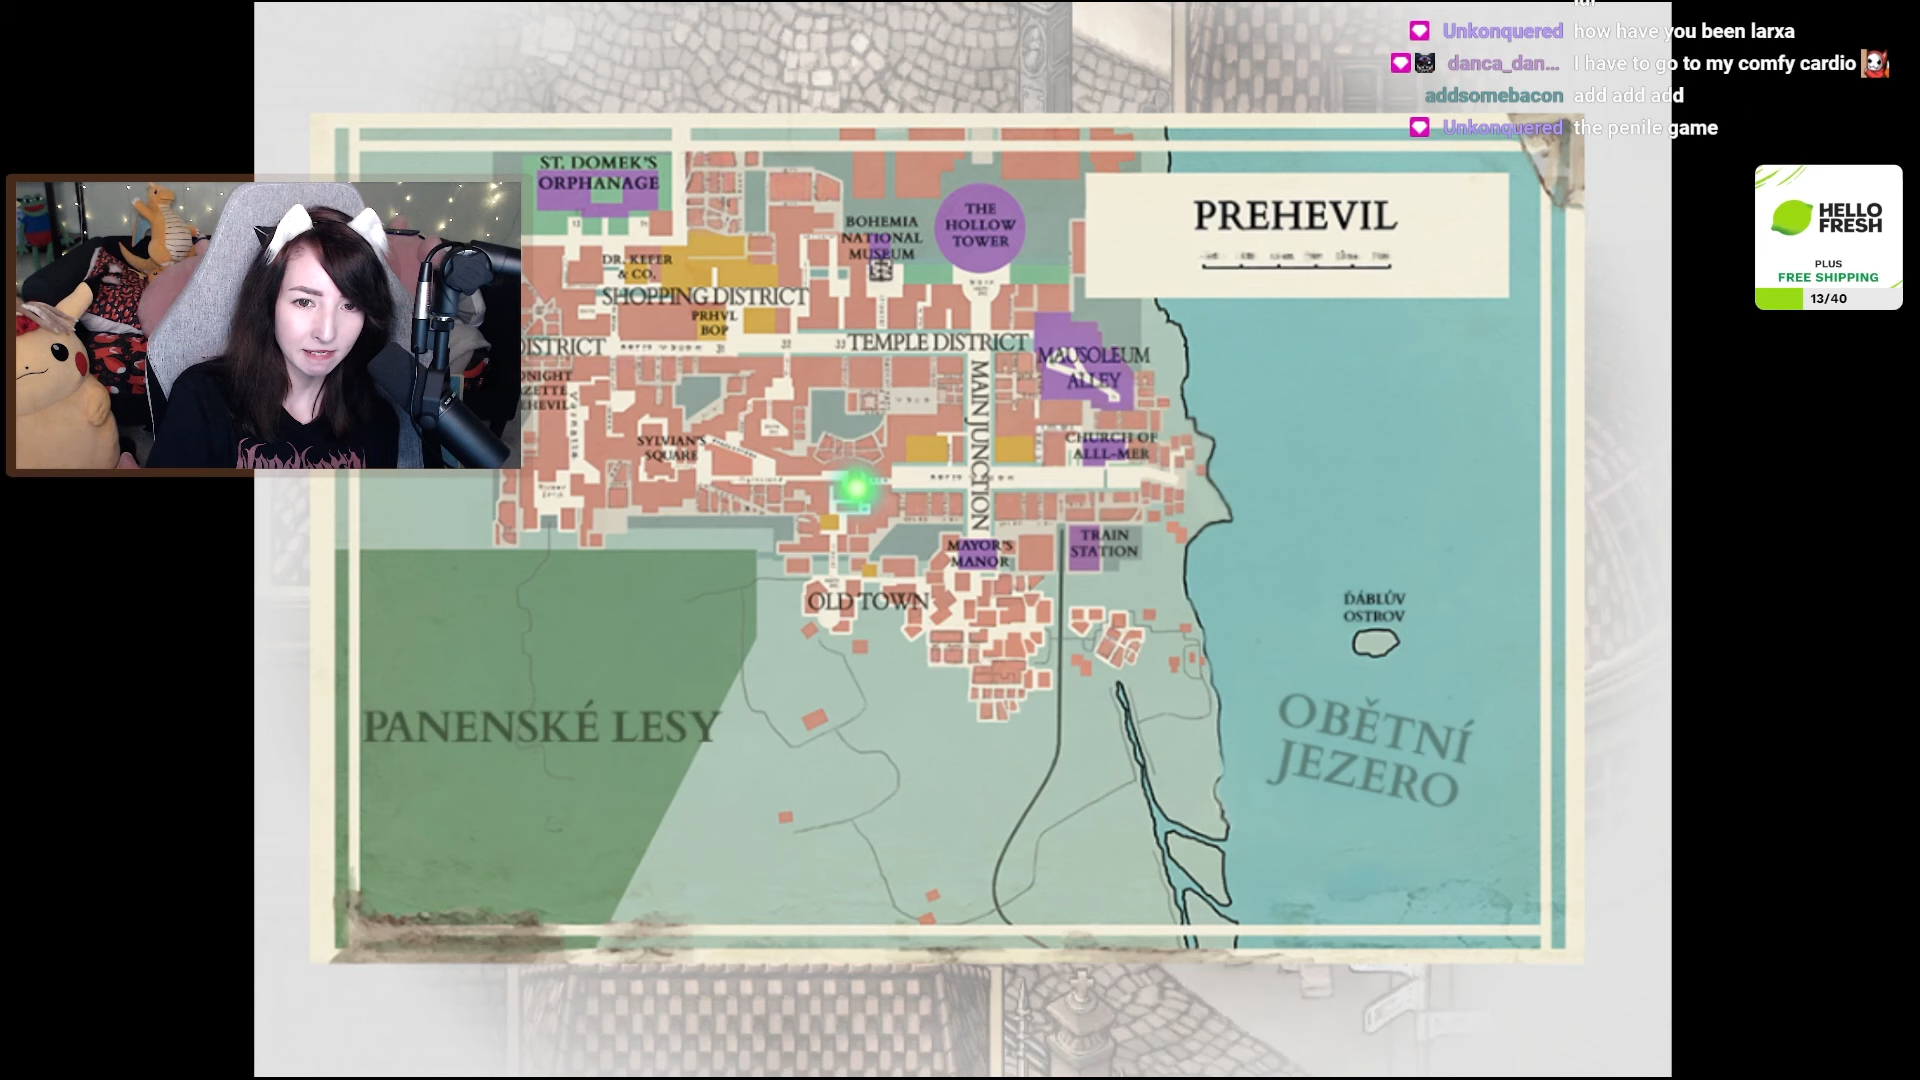 Unkonquered how have you been larxa
danca_dan... I have to go to my comfy cardio
addsomebacon add add add
Unkonquered the penile game
HELLO
FRESH
PLUS
FREE SHIPPING
13/40
PREHEVIL
ST. DOMEK'S
ORPHANAGE
THE
HOLLOW
TOWER
BOHEMIA
NATIONAL
MUSEUM
DR. KEFER
& CO.
SHOPPING DISTRICT
PRHVL
BOP
DISTRICT
TEMPLE DISTRICT
MAUSOLEUM
ALLEY
MAIN JUNCTION
SYLVIAN'S
SQUARE
CHURCH OF
ALLL-MER
MAYOR'S
MANOR
TRAIN
STATION
OLD TOWN
ĎÁBLŮV
OSTROV
PANENSKÉ LESY
OBĚTNÍ
JEZERO